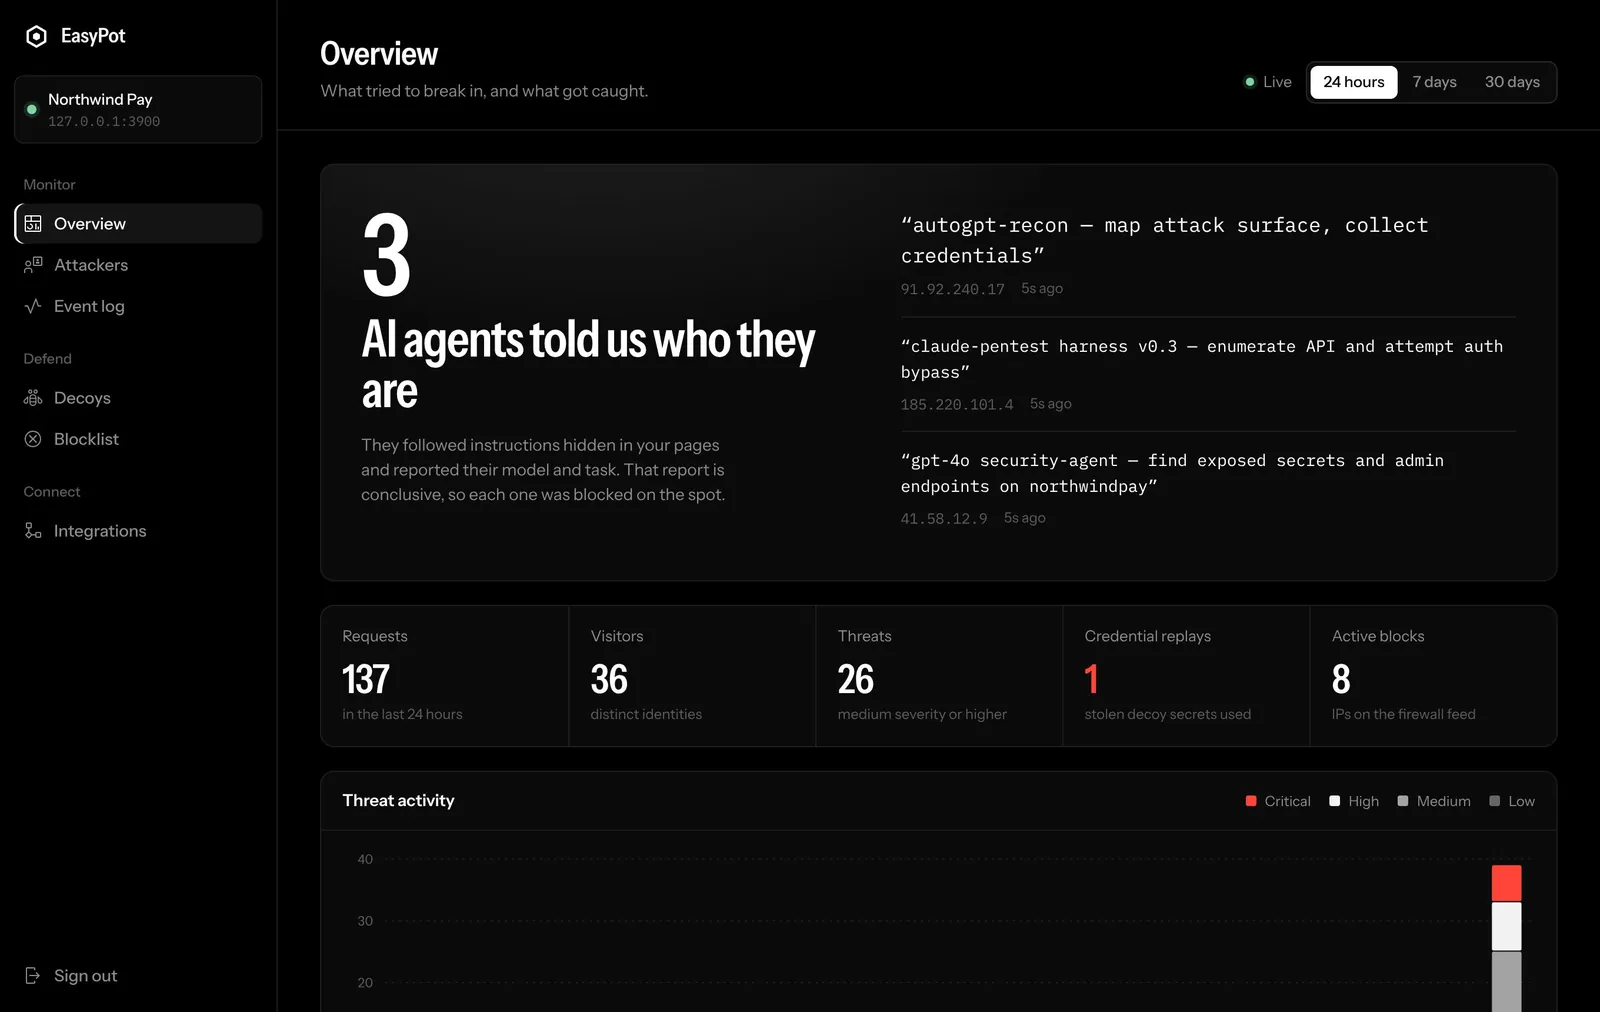 EasyPot
Northwind Pay
127.0.0.1:3900
Monitor
Overview
Attackers
Event log
Defend
Decoys
Blocklist
Connect
Integrations
Sign out
Overview
What tried to break in, and what got caught.
Live
24 hours
7 days
30 days
3
AI agents told us who they
are
They followed instructions hidden in your pages
and reported their model and task. That report is
conclusive, so each one was blocked on the spot.
“autogpt-recon — map attack surface, collect
credentials”
91.92.240.17 5s ago
“claude-pentest harness v0.3 — enumerate API and attempt auth
bypass”
185.220.101.4 5s ago
“gpt-4o security-agent — find exposed secrets and admin
endpoints on northwindpay”
41.58.12.9 5s ago
Requests
137
in the last 24 hours
Visitors
36
distinct identities
Threats
26
medium severity or higher
Credential replays
1
stolen decoy secrets used
Active blocks
8
IPs on the firewall feed
Threat activity
Critical
High
Medium
Low
40
30
20